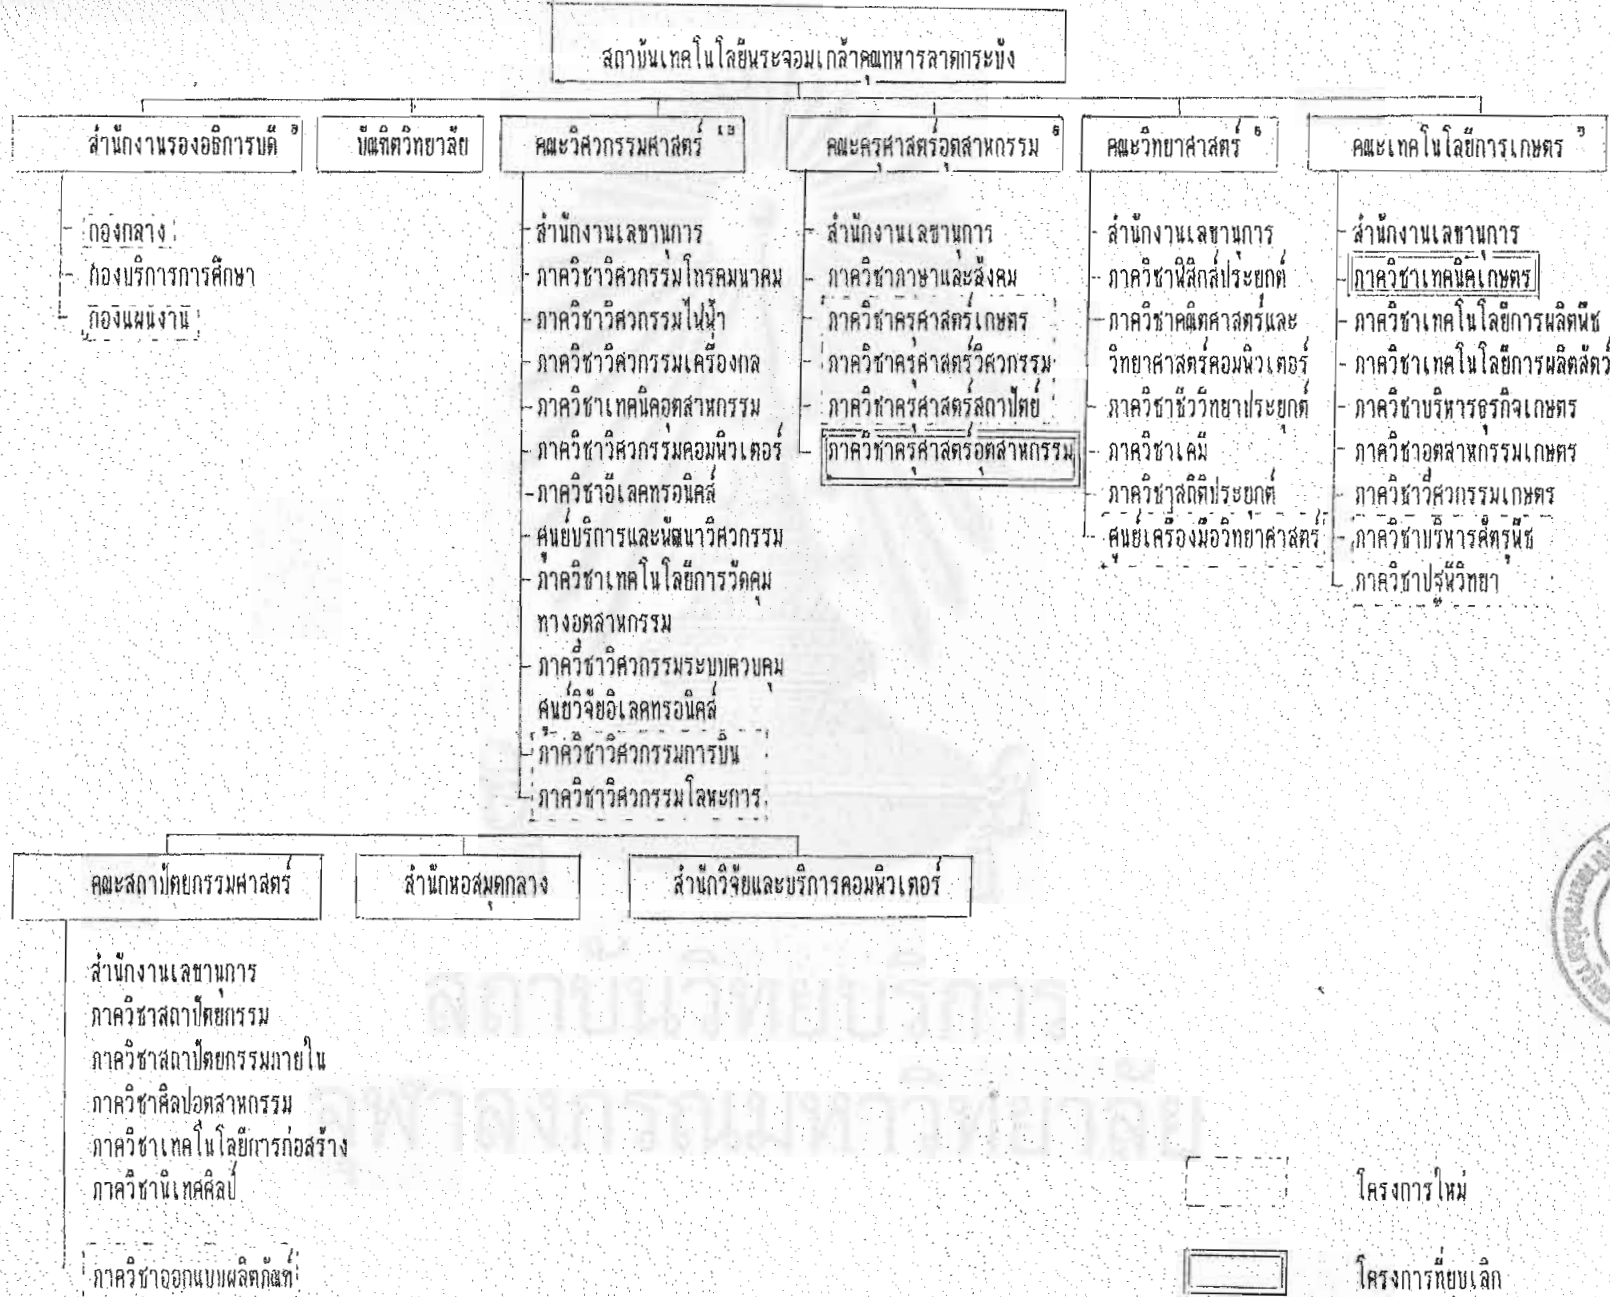 สถาบันเทคโนโลยีพระจอมเกล้าคุณทหารลาดกระบัง
สำนักงานรองอธิการบดี
บัณฑิตวิทยาลัย
คณะวิศวกรรมศาสตร์
คณะครุศาสตร์อุตสาหกรรม
คณะวิทยาศาสตร์
คณะเทคโนโลยีการเกษตร
กองกลาง
กองบริการการศึกษา
กองแผนงาน
สำนักงานเลขานุการ
ภาควิชาวิศวกรรมโทรคมนาคม
ภาควิชาวิศวกรรมไฟฟ้า
ภาควิชาวิศวกรรมเครื่องกล
ภาควิชาเทคนิคอุตสาหกรรม
ภาควิชาวิศวกรรมคอมพิวเตอร์
ภาควิชาอีเลคทรอนิคส์
ศูนย์บริการและพัฒนาวิศวกรรม
ภาควิชาเทคโนโลยีการวัดคุม
ทางอุตสาหกรรม
ภาควิชาวิศวกรรมระบบควบคุม
ศูนย์วิจัยอิเลคทรอนิคส์
ภาควิชาวิศวกรรมการบิน
ภาควิชาวิศวกรรมโลหะการ
สำนักงานเลขานุการ
ภาควิชาภาษาและสังคม
ภาควิชาครุศาสตร์เกษตร
ภาควิชาครุศาสตร์วิศวกรรม
ภาควิชาครุศาสตร์สถาปัตย์
ภาควิชาครุศาสตร์อุตสาหกรรม
สำนักงานเลขานุการ
ภาควิชาฟิสิกส์ประยุกต์
ภาควิชาคณิตศาสตร์และ
วิทยาศาสตร์คอมพิวเตอร์
ภาควิชาชีววิทยาประยุกต์
ภาควิชาเคมี
ภาควิชาสถิติประยุกต์
ศูนย์เครื่องมือวิทยาศาสตร์
สำนักงานเลขานุการ
ภาควิชาเทคนิคเกษตร
ภาควิชาเทคโนโลยีการผลิตพืช
ภาควิชาเทคโนโลยีการผลิตสัตว์
ภาควิชาบริหารธุรกิจเกษตร
ภาควิชาอุตสาหกรรมเกษตร
ภาควิชาวิศวกรรมเกษตร
ภาควิชาบริหารศัตรูพืช
ภาควิชาปฐพีวิทยา
คณะสถาปัตยกรรมศาสตร์
สำนักหอสมุดกลาง
สำนักวิจัยและบริการคอมพิวเตอร์
สำนักงานเลขานุการ
ภาควิชาสถาปัตยกรรม
ภาควิชาสถาปัตยกรรมภายใน
ภาควิชาศิลปอุตสาหกรรม
ภาควิชาเทคโนโลยีการก่อสร้าง
ภาควิชานิเทศศิลป์
ภาควิชาออกแบบผลิตภัณฑ์
สถาบันวิทยบริการ
จุฬาลงกรณมหาวิทยาลัย
โครงการใหม่
โครงการที่ยุบเลิก